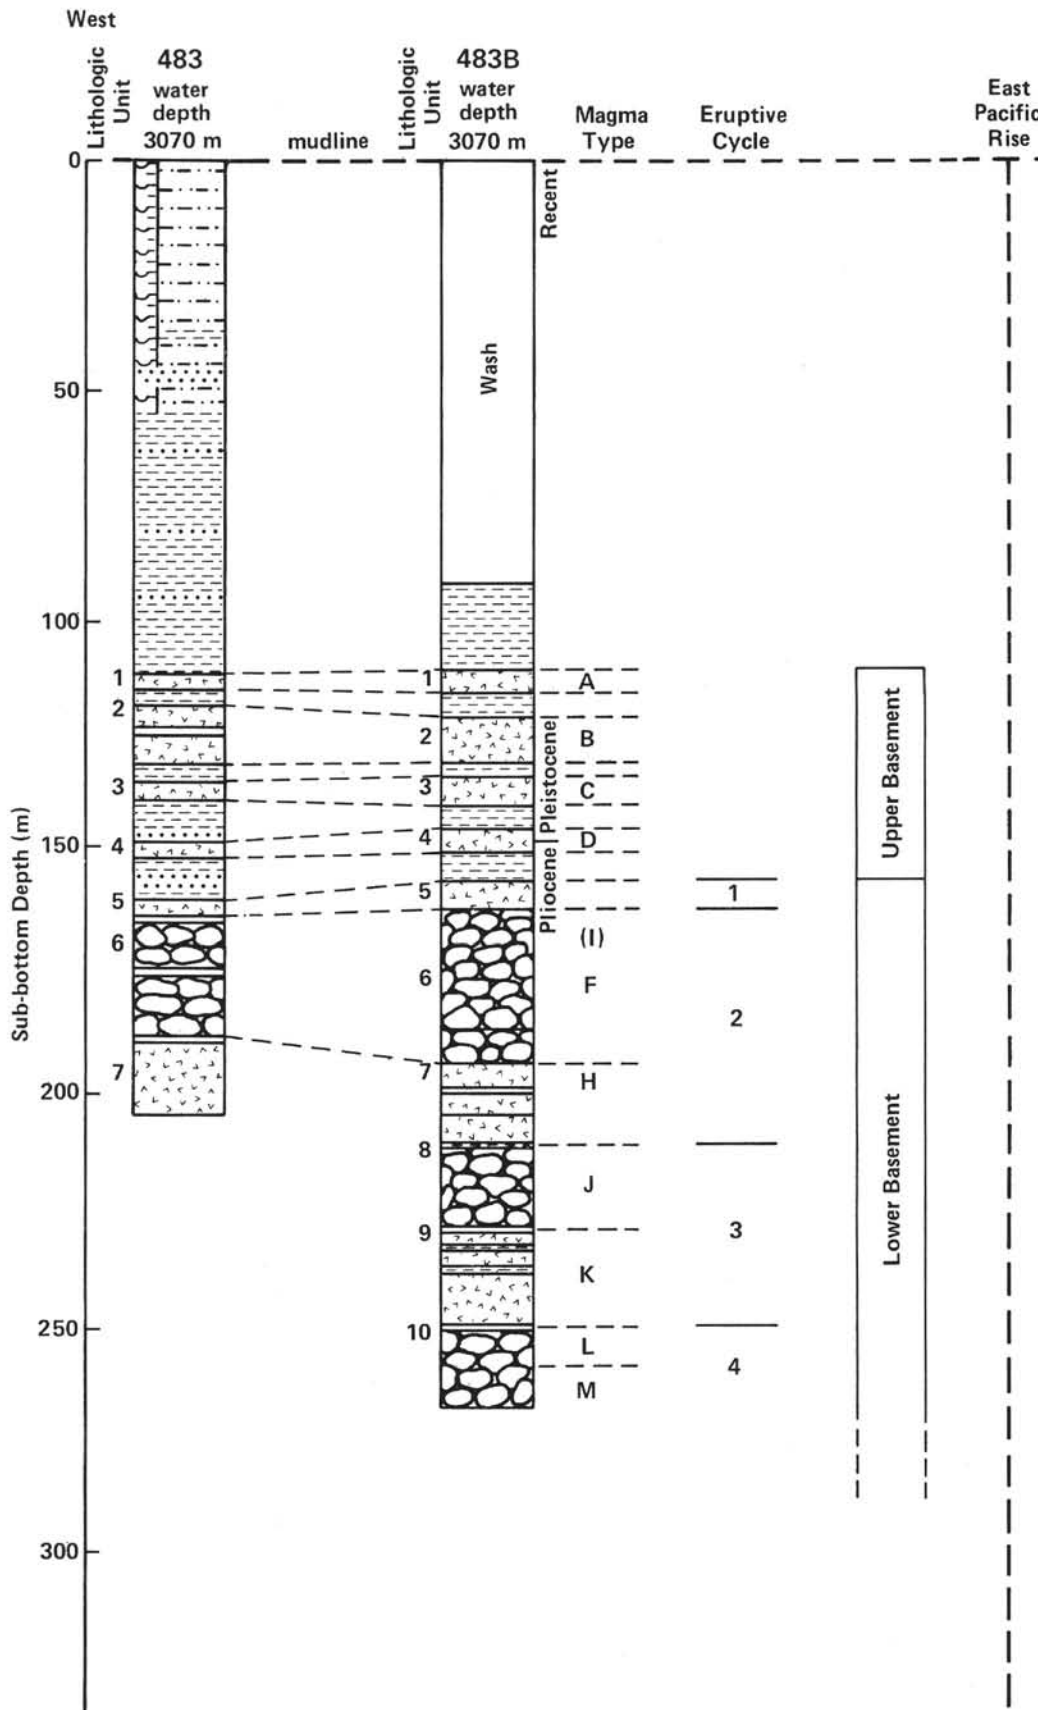 West
Lithologic
Unit
483
water
depth
3070 m
mudline
Lithologic
Unit
483B
water
depth
3070 m
Magma
Type
Eruptive
Cycle
East
Pacific
Rise
Sub-bottom Depth (m)
0
50
100
150
200
250
300
1
2
3
4
5
6
7
Wash
1
2
3
4
5
6
7
8
9
10
Recent
Pleistocene
Pliocene
A
B
C
D
(I)
F
H
J
K
L
M
1
2
3
4
Upper Basement
Lower Basement